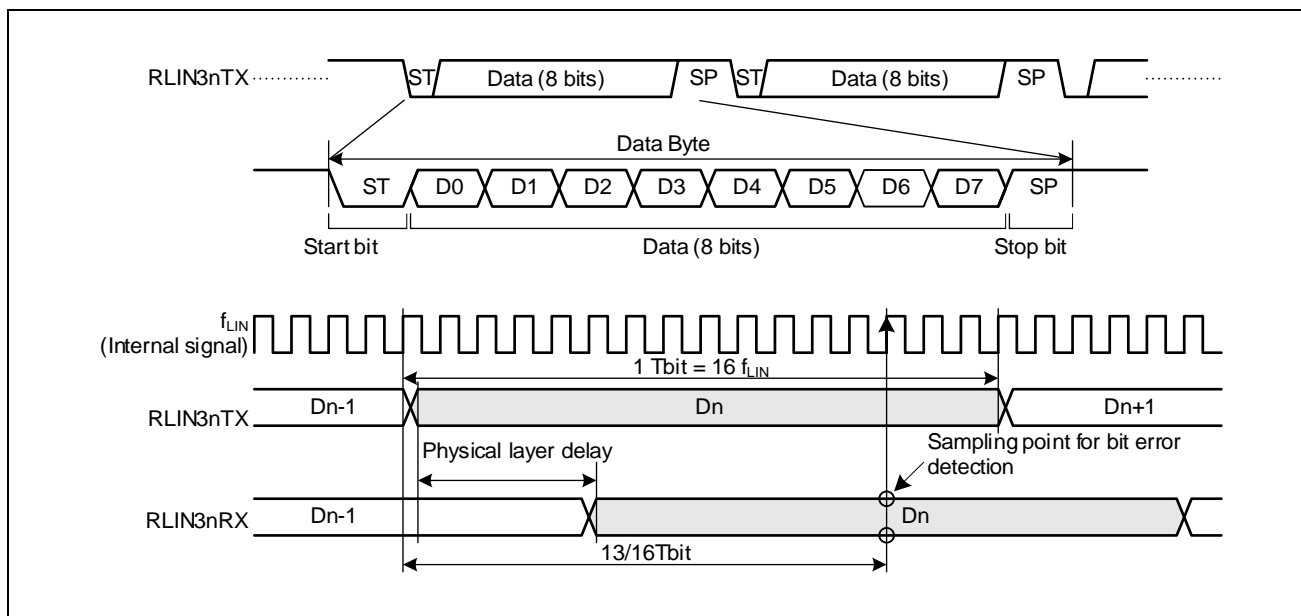 RLIN3nTX
ST Data (8 bits) SP ST Data (8 bits) SP
Data Byte
ST D0 D1 D2 D3 D4 D5 D6 D7 SP
Start bit Data (8 bits) Stop bit
fLIN
(Internal signal)
1 Tbit = 16 fLIN
RLIN3nTX Dn-1 Dn Dn+1
Physical layer delay
Sampling point for bit error
detection
RLIN3nRX Dn-1 Dn
13/16Tbit